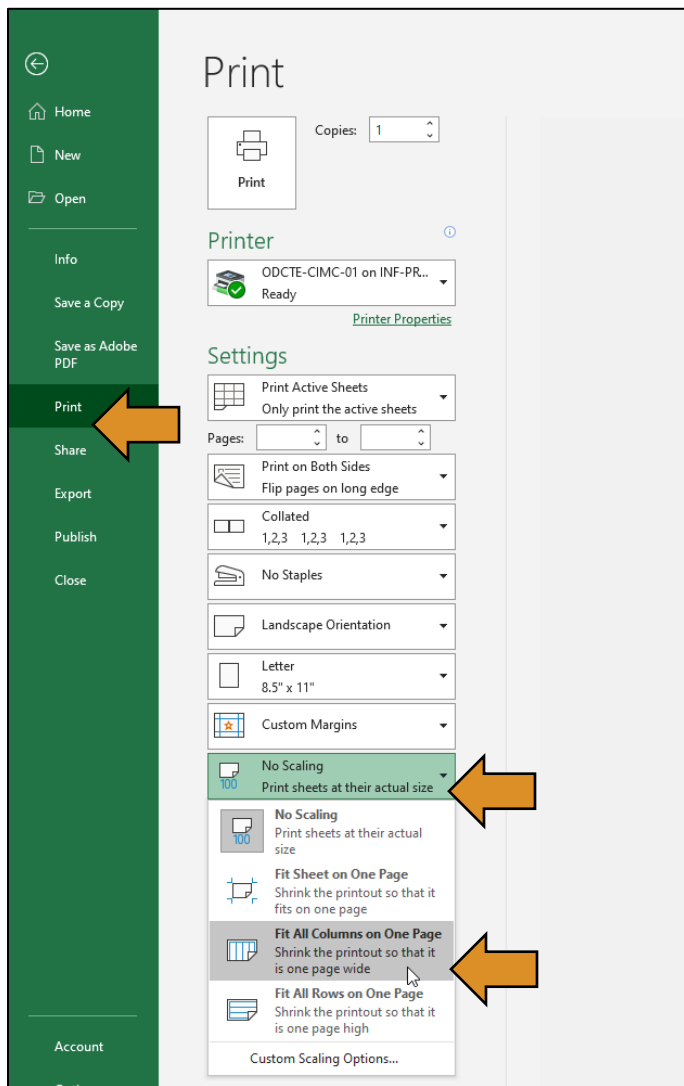 Print
Home
New
Open
Info
Save a Copy
Save as Adobe
PDF
Print
Share
Export
Publish
Close
Account
Copies: 1
Print
Printer
ODCTE-CIMC-01 on INF-PR...
Ready
Printer Properties
Settings
Print Active Sheets
Only print the active sheets
Pages: to
Print on Both Sides
Flip pages on long edge
Collated
1,2,3 1,2,3 1,2,3
No Staples
Landscape Orientation
Letter
8.5" x 11"
Custom Margins
No Scaling
100
Print sheets at their actual size
No Scaling
100
Print sheets at their actual
size
Fit Sheet on One Page
Shrink the printout so that it
fits on one page
Fit All Columns on One Page
Shrink the printout so that it
is one page wide
Fit All Rows on One Page
Shrink the printout so that it
is one page high
Custom Scaling Options...